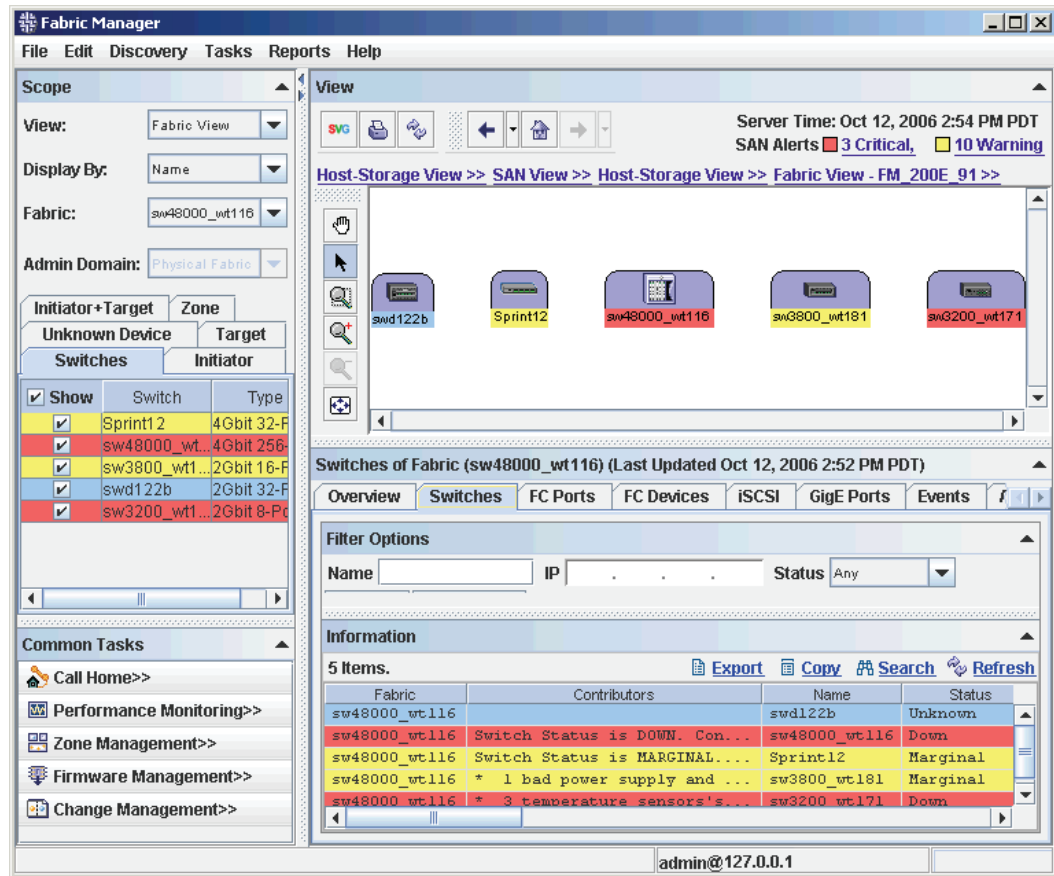 Fabric Manager
File Edit Discovery Tasks Reports Help
Scope
View: Fabric View
Display By: Name
Fabric: sw48000_wt116
Admin Domain: Physical Fabric
Initiator+Target Zone
Unknown Device Target
Switches Initiator
Show Switch Type
Sprint12 4Gbit 32-P
sw48000_wt... 4Gbit 256-
sw3800_wt1... 2Gbit 16-P
swd122b 2Gbit 32-P
sw3200_wt1... 2Gbit 8-Po
Common Tasks
Call Home>>
Performance Monitoring>>
Zone Management>>
Firmware Management>>
Change Management>>
View
SVG
Server Time: Oct 12, 2006 2:54 PM PDT
SAN Alerts 3 Critical, 10 Warning
Host-Storage View >> SAN View >> Host-Storage View >> Fabric View - FM_200E_91 >>
swd122b Sprint12 sw48000_wt116 sw3800_wt181 sw3200_wt171
Switches of Fabric (sw48000_wt116) (Last Updated Oct 12, 2006 2:52 PM PDT)
Overview Switches FC Ports FC Devices iSCSI GigE Ports Events
Filter Options
Name IP . . . Status Any
Information
5 Items. Export Copy Search Refresh
Fabric Contributors Name Status
sw48000_wt116 swd122b Unknown
sw48000_wt116 Switch Status is DOWN. Con... sw48000_wt116 Down
sw48000_wt116 Switch Status is MARGINAL.... Sprint12 Marginal
sw48000_wt116 * 1 bad power supply and ... sw3800_wt181 Marginal
sw48000_wt116 * 3 temperature sensors's... sw3200_wt171 Down
admin@127.0.0.1